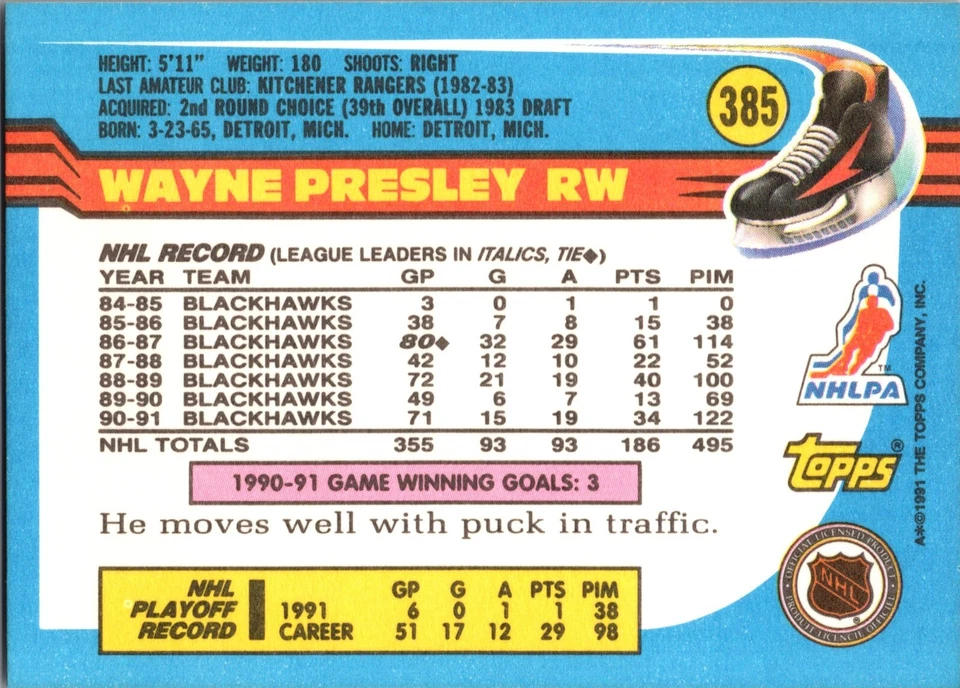 HEIGHT: 5'11" WEIGHT: 180 SHOOTS: RIGHT
LAST AMATEUR CLUB: KITCHENER RANGERS (1982-83)
ACQUIRED: 2nd ROUND CHOICE (39th OVERALL) 1983 DRAFT
BORN: 3-23-65, DETROIT, MICH. HOME: DETROIT, MICH.
385
WAYNE PRESLEY RW
NHL RECORD (LEAGUE LEADERS IN ITALICS, TIE◆)
YEAR TEAM GP G A PTS PIM
84-85 BLACKHAWKS 3 0 1 1 0
85-86 BLACKHAWKS 38 7 8 15 38
86-87 BLACKHAWKS 80◆ 32 29 61 114
87-88 BLACKHAWKS 42 12 10 22 52
88-89 BLACKHAWKS 72 21 19 40 100
89-90 BLACKHAWKS 49 6 7 13 69
90-91 BLACKHAWKS 71 15 19 34 122
NHL TOTALS 355 93 93 186 495
1990-91 GAME WINNING GOALS: 3
He moves well with puck in traffic.
NHL PLAYOFF RECORD
GP G A PTS PIM
1991 6 0 1 1 38
CAREER 51 17 12 29 98
TM
NHLPA
topps®
A*©1991 THE TOPPS COMPANY, INC.
OFFICIAL LICENSED PRODUCT
NHL
®
PRODUIT LICENCIE OFFICIEL